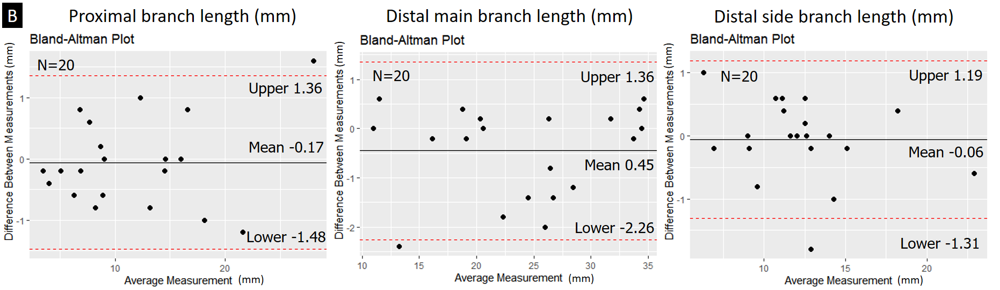 B
Proximal branch length (mm)
Bland-Altman Plot
Difference Between Measurements (mm)
N=20
Upper 1.36
Mean -0.17
Lower -1.48
1
0
-1
10
20
Average Measurement (mm)
Distal main branch length (mm)
Bland-Altman Plot
Difference Between Measurements (mm)
N=20
Upper 1.36
Mean 0.45
Lower -2.26
1
0
-1
-2
10
15
20
25
30
35
Average Measurement (mm)
Distal side branch length (mm)
Bland-Altman Plot
Difference Between Measurements (mm)
N=20
Upper 1.19
Mean -0.06
Lower -1.31
1
0
-1
10
15
20
Average Measurement (mm)